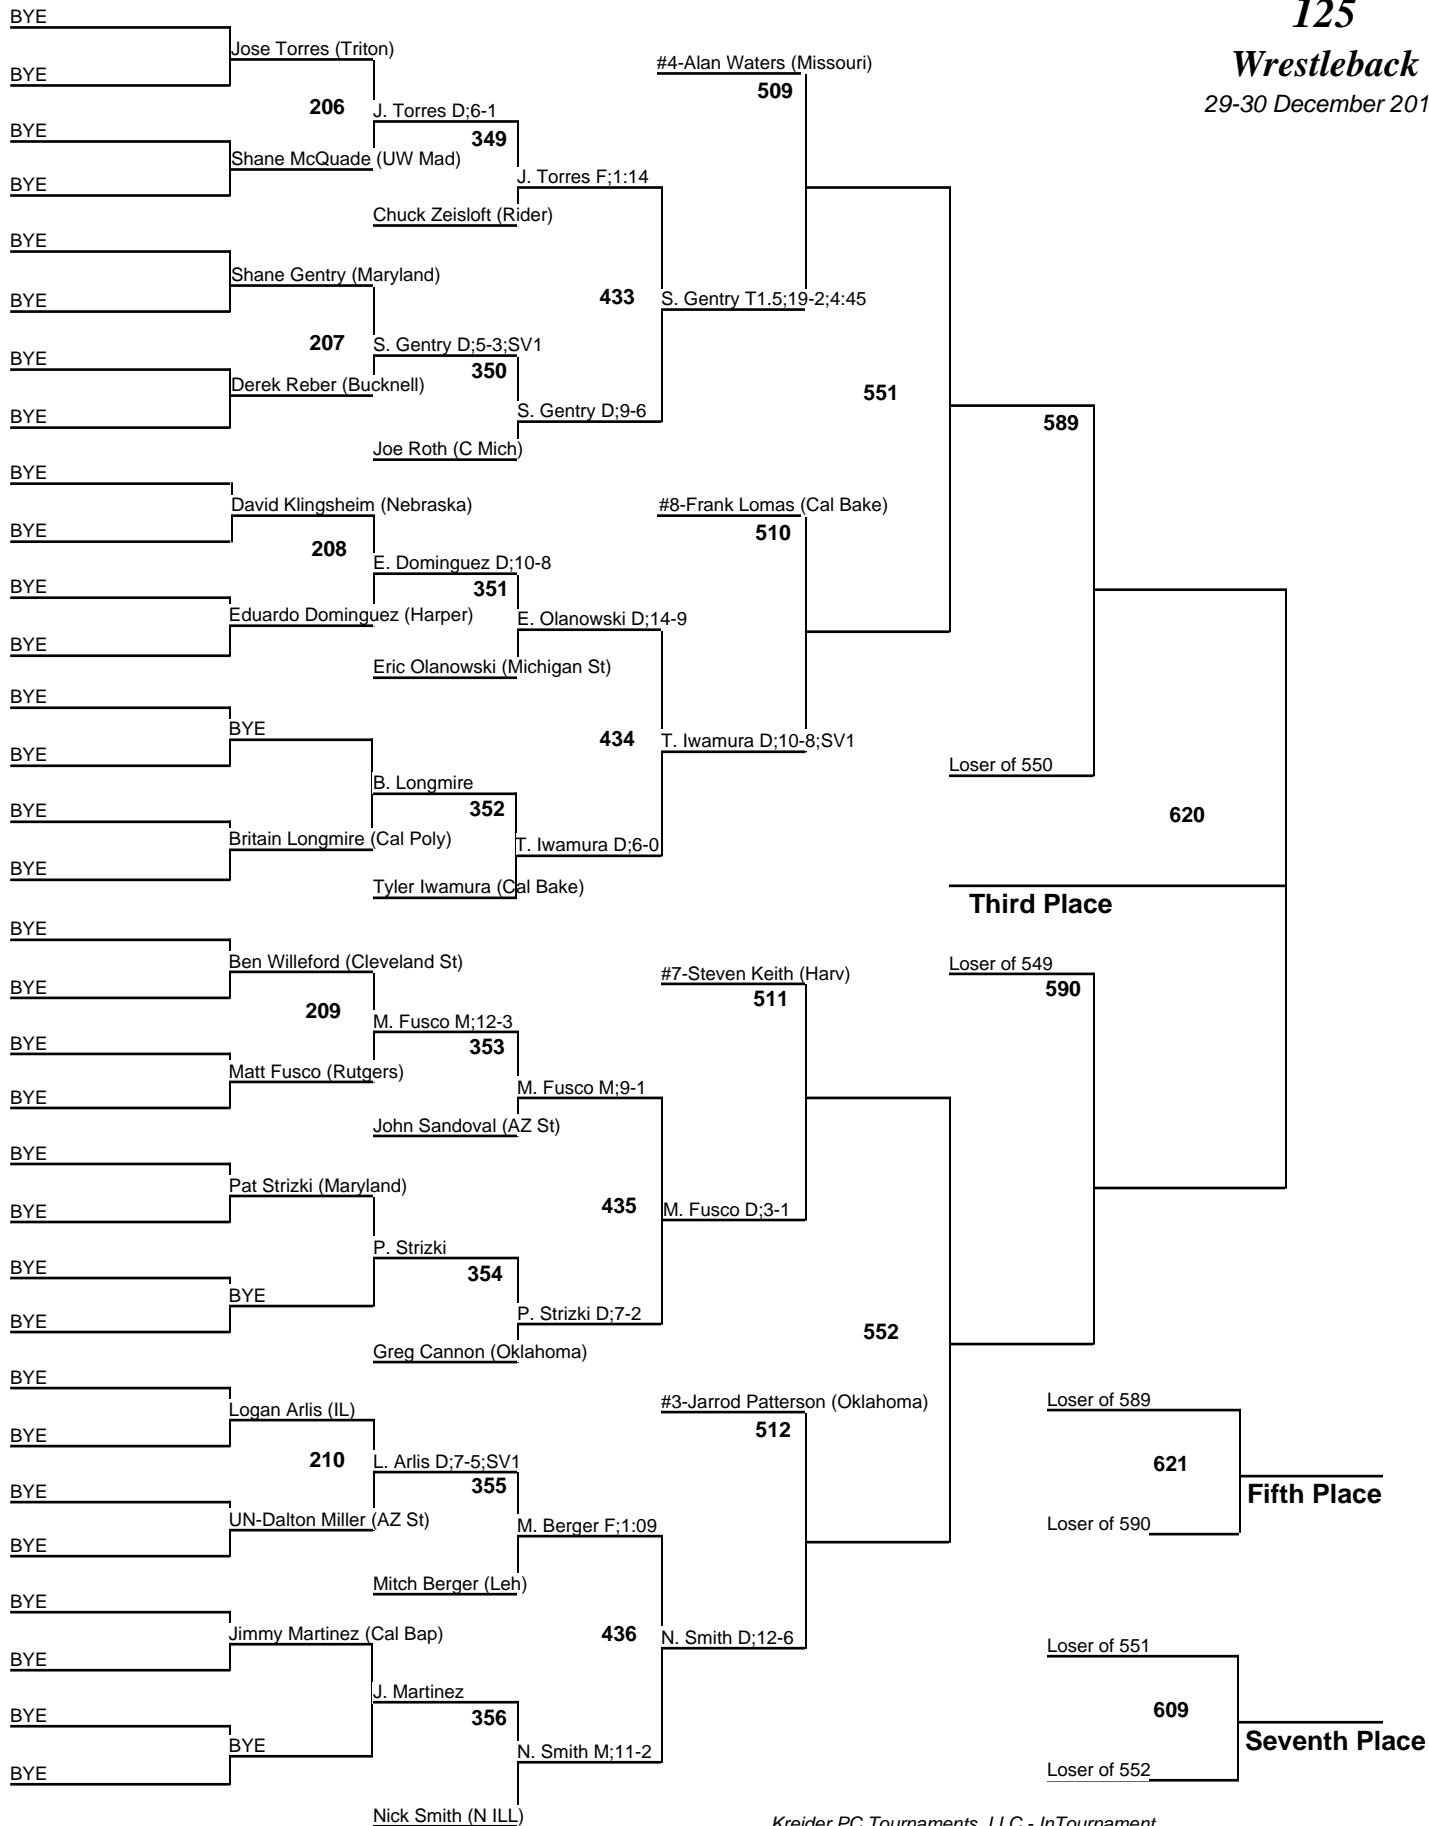 125
Wrestleback
29-30 December 201
BYE
Jose Torres (Triton)
BYE
206
J. Torres D;6-1
349
BYE
Shane McQuade (UW Mad)
BYE
J. Torres F;1:14
Chuck Zeisloft (Rider)
BYE
Shane Gentry (Maryland)
BYE
433
S. Gentry T1.5;19-2;4:45
207
S. Gentry D;5-3;SV1
350
BYE
Derek Reber (Bucknell)
BYE
S. Gentry D;9-6
Joe Roth (C Mich)
#4-Alan Waters (Missouri)
509
551
589
BYE
David Klingsheim (Nebraska)
BYE
208
E. Dominguez D;10-8
351
BYE
Eduardo Dominguez (Harper)
BYE
E. Olanowski D;14-9
Eric Olanowski (Michigan St)
#8-Frank Lomas (Cal Bake)
510
BYE
BYE
BYE
434
T. Iwamura D;10-8;SV1
B. Longmire
352
BYE
Britain Longmire (Cal Poly)
BYE
T. Iwamura D;6-0
Tyler Iwamura (Cal Bake)
Loser of 550
620
Third Place
BYE
Ben Willeford (Cleveland St)
BYE
209
M. Fusco M;12-3
353
BYE
Matt Fusco (Rutgers)
BYE
M. Fusco M;9-1
John Sandoval (AZ St)
#7-Steven Keith (Harv)
511
Loser of 549
590
BYE
Pat Strizki (Maryland)
BYE
435
M. Fusco D;3-1
P. Strizki
354
BYE
BYE
BYE
P. Strizki D;7-2
Greg Cannon (Oklahoma)
552
BYE
Logan Arlis (IL)
BYE
210
L. Arlis D;7-5;SV1
355
BYE
UN-Dalton Miller (AZ St)
BYE
M. Berger F;1:09
Mitch Berger (Leh)
#3-Jarrod Patterson (Oklahoma)
512
Loser of 589
621
Fifth Place
Loser of 590
BYE
Jimmy Martinez (Cal Bap)
BYE
436
N. Smith D;12-6
J. Martinez
356
BYE
BYE
BYE
N. Smith M;11-2
Nick Smith (N ILL)
Loser of 551
609
Seventh Place
Loser of 552
Kreider PC Tournaments, LLC - InTournament